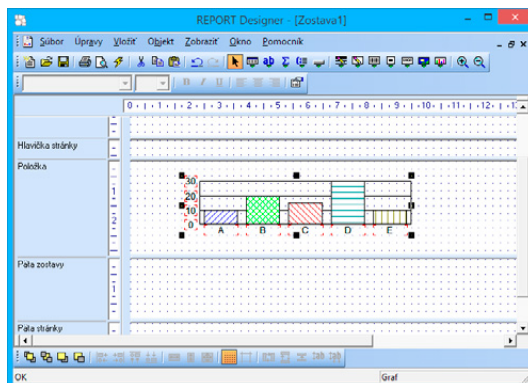 REPORT Designer - [Zostava1]
Súbor Úpravy Vložiť Objekt Zobraziť Okno Pomocník
0 1 2 3 4 5 6 7 8 9 10 11 12
Hlavička stránky
Položka
30
20
10
0
A B C D E
1
2
Päta zostavy
1
Päta stránky
OK Graf